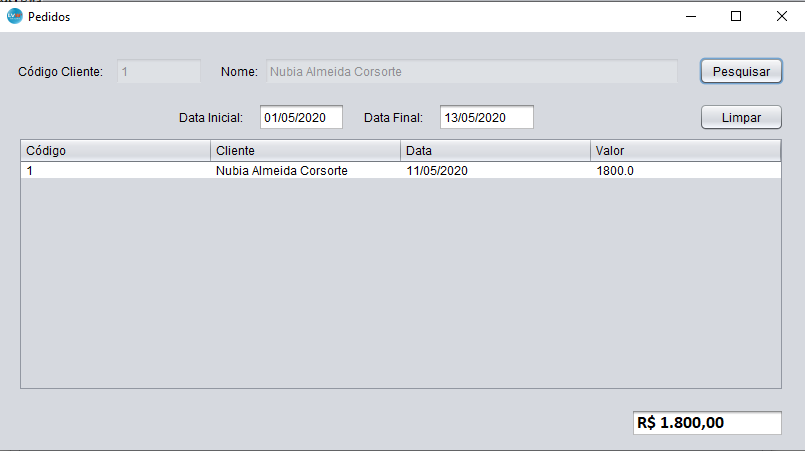 Pedidos
Código Cliente: 1 Nome: Nubia Almeida Corsorte Pesquisar
Data Inicial: 01/05/2020 Data Final: 13/05/2020 Limpar
Código Cliente Data Valor
1 Nubia Almeida Corsorte 11/05/2020 1800.0
R$ 1.800,00